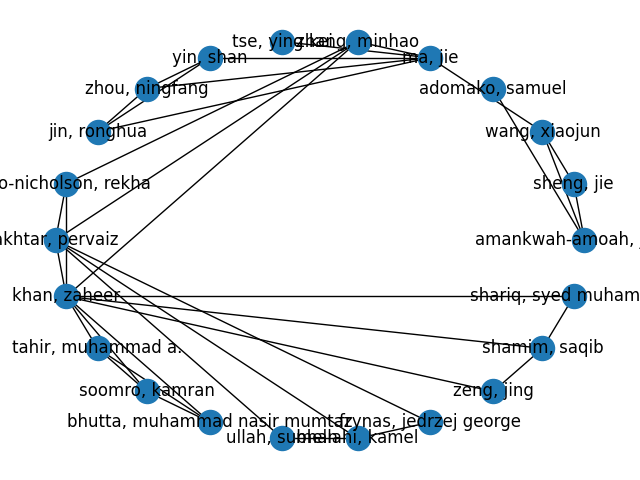 tse, ying kei
zhang, minhao
yin, shan
ma, jie
zhou, ningfang
adomako, samuel
jin, ronghua
wang, xiaojun
o-nicholson, rekha
sheng, jie
akhtar, pervaiz
amankwah-amoah,
khan, zaheer
shariq, syed muham
tahir, muhammad a.
shamim, saqib
soomro, kamran
zeng, jing
bhutta, muhammad nasir mumtaz
frynas, jedrzej george
ullah, subhan
mellahi, kamel